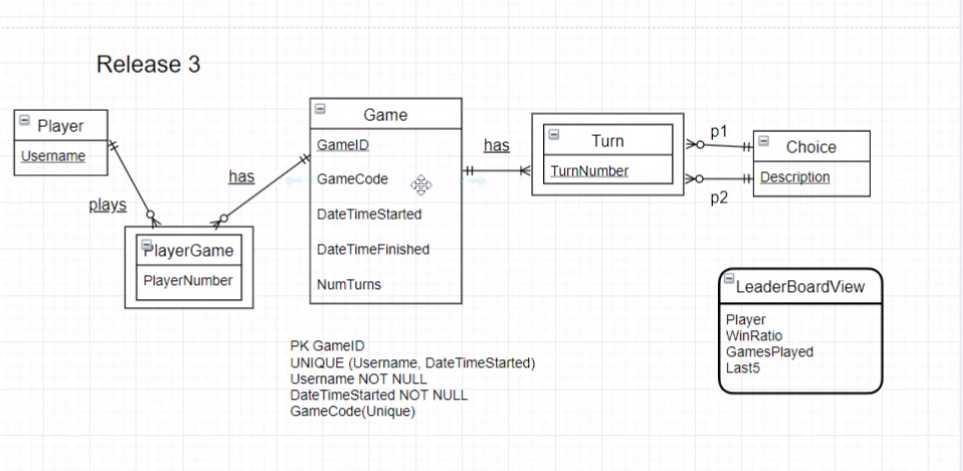 Release 3
Player
Username
plays
has
PlayerGame
PlayerNumber
Game
GameID
GameCode
DateTimeStarted
DateTimeFinished
NumTurns
has
Turn
TurnNumber
p1
p2
Choice
Description
LeaderBoardView
Player
WinRatio
GamesPlayed
Last5
PK GameID
UNIQUE (Username, DateTimeStarted)
Username NOT NULL
DateTimeStarted NOT NULL
GameCode(Unique)